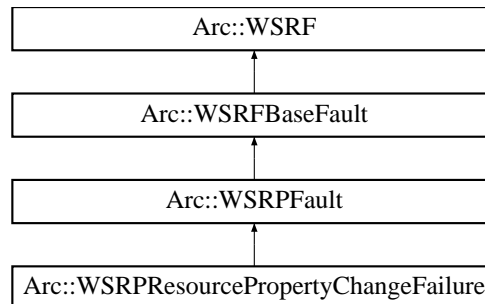 Arc::WSRF
Arc::WSRFBaseFault
Arc::WSRPFault
Arc::WSRPResourcePropertyChangeFailure